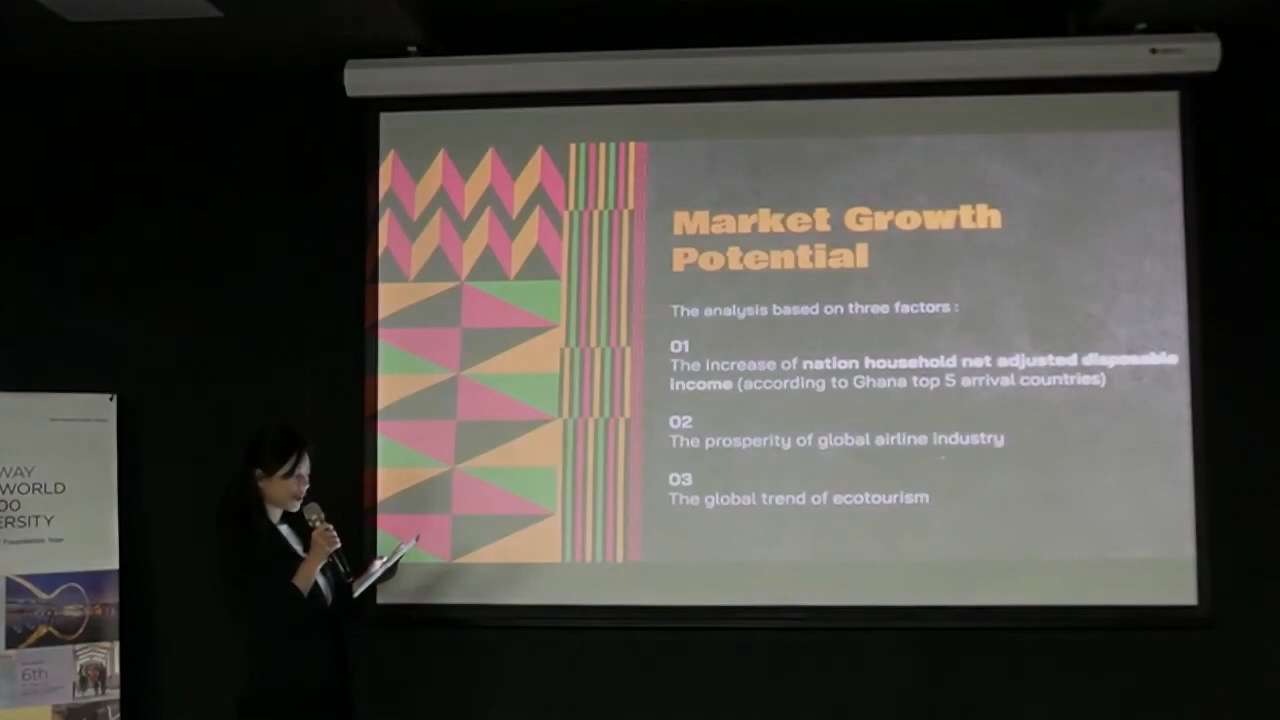 Market Growth
Potential
The analysis based on three factors :
01
The increase of nation household net adjusted disposable
income (according to Ghana top 5 arrival countries)
02
The prosperity of global airline industry
03
The global trend of ecotourism
WAY
WORLD
00
ERSITY
Foundation Year
6th